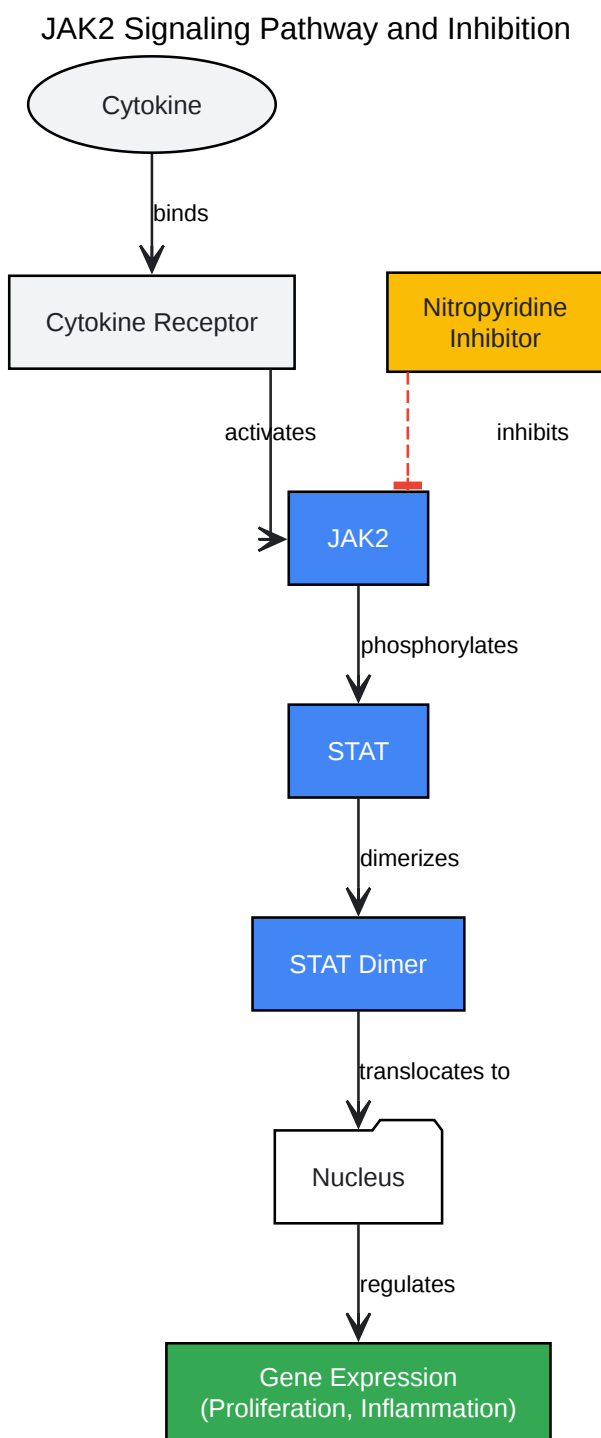 JAK2 Signaling Pathway and Inhibition
Cytokine
binds
Cytokine Receptor
Nitropyridine
Inhibitor
activates
inhibits
JAK2
phosphorylates
STAT
dimerizes
STAT Dimer
translocates to
Nucleus
regulates
Gene Expression
(Proliferation, Inflammation)